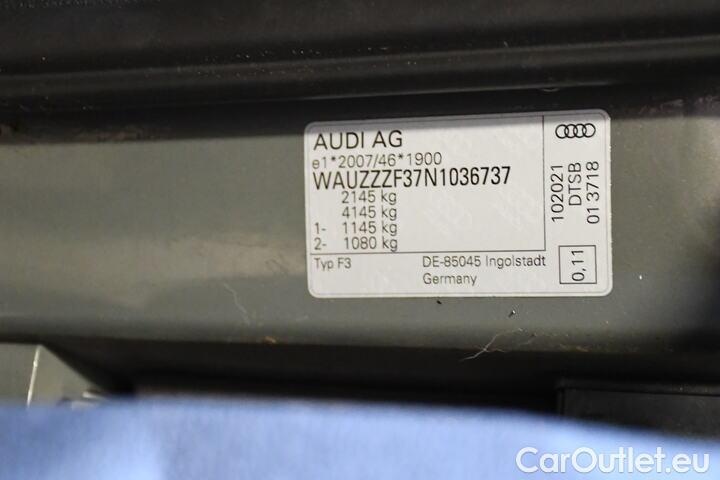 AUDI AG
e1*2007/46*1900
WAUZZZF37N1036737
2145 kg
4145 kg
1- 1145 kg
2- 1080 kg
Typ F3 DE-85045 Ingolstadt
Germany
102021
DTSB
013718
0,11
CarOutlet.eu